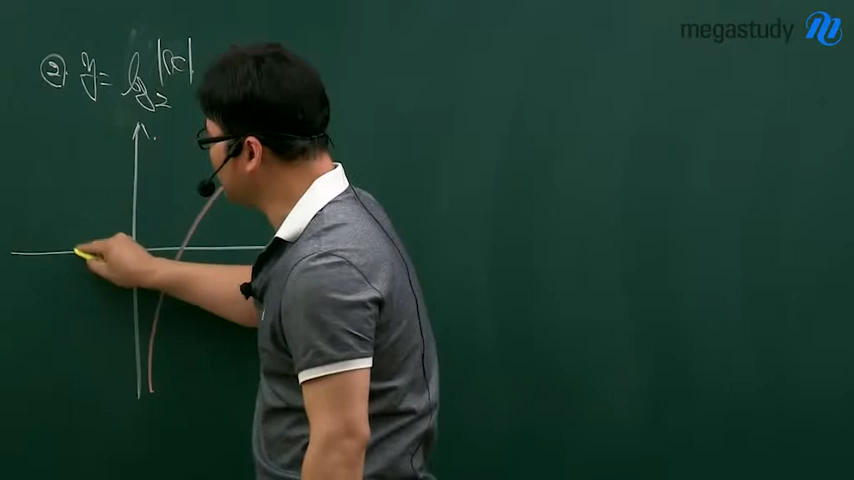 megastudy
② y = log₂|x|